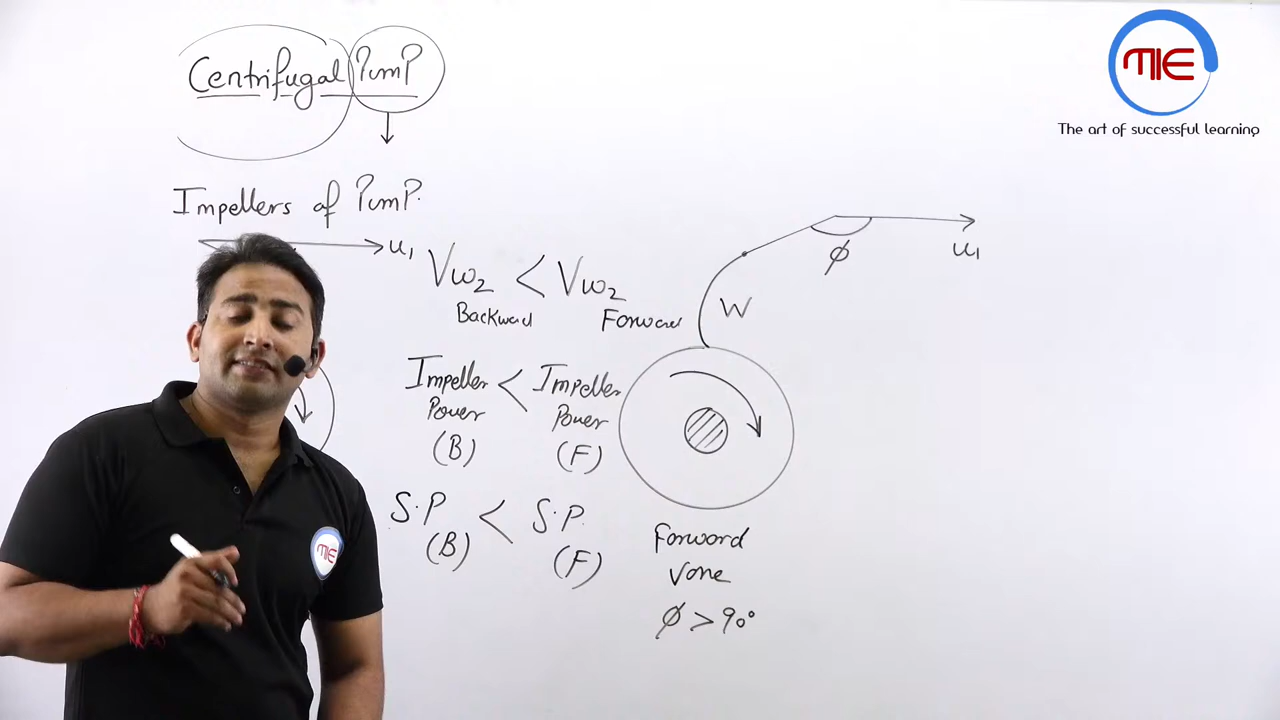 Centrifugal PumP
Impellers of PumP.
u1
Vw2 < Vw2
Backward Forward
Impeller < Impeller
Power Power
(B) (F)
S.P < S.P.
(B) (F)
ϕ
u1
W
Forward
Vane
ϕ > 90°
MIE
The art of successful learning
MIE